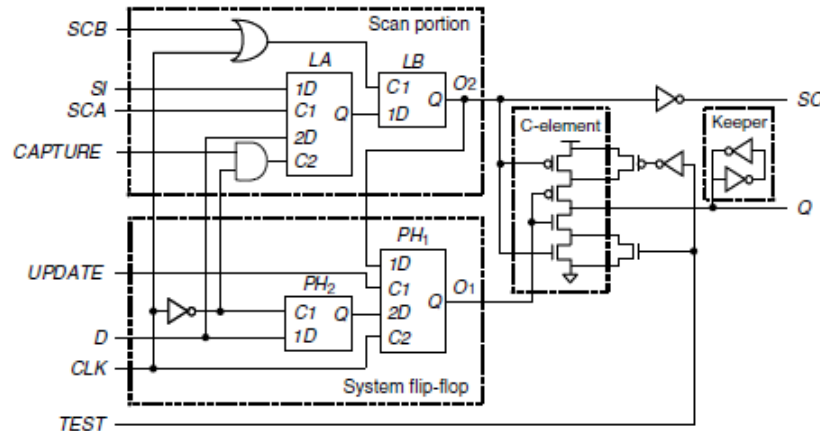 SCB
Scan portion
LA
LB
SI
1D
C1
O2
SCA
C1
Q
1D
Q
SO
2D
C-element
Keeper
CAPTURE
C2
Q
PH1
1D
UPDATE
C1
PH2
Q
O1
C1
Q
2D
D
1D
C2
CLK
System flip-flop
TEST